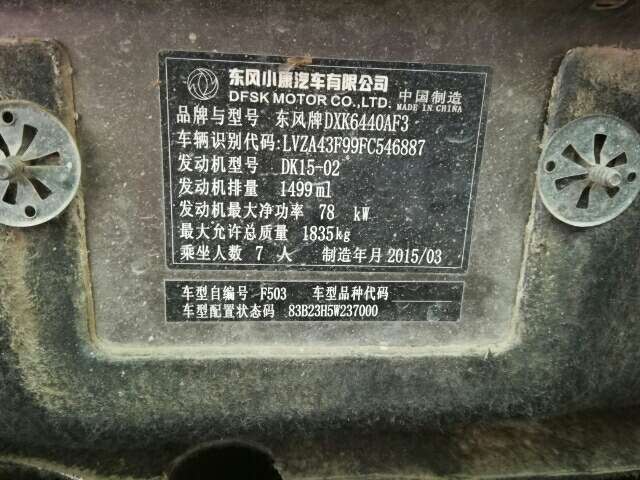 东风小康汽车有限公司
DFSK MOTOR CO.,LTD.
中国制造
MADE IN CHINA
品牌与型号 东风牌DXK6440AF3
车辆识别代码:LVZA43F99FC546887
发动机型号 DK15-02
发动机排量 1499ml
发动机最大净功率 78 kW
最大允许总质量 1835kg
乘坐人数 7 人 制造年月 2015/03
车型自编号 F503 车型品种代码
车型配置状态码 83B23H5W237000